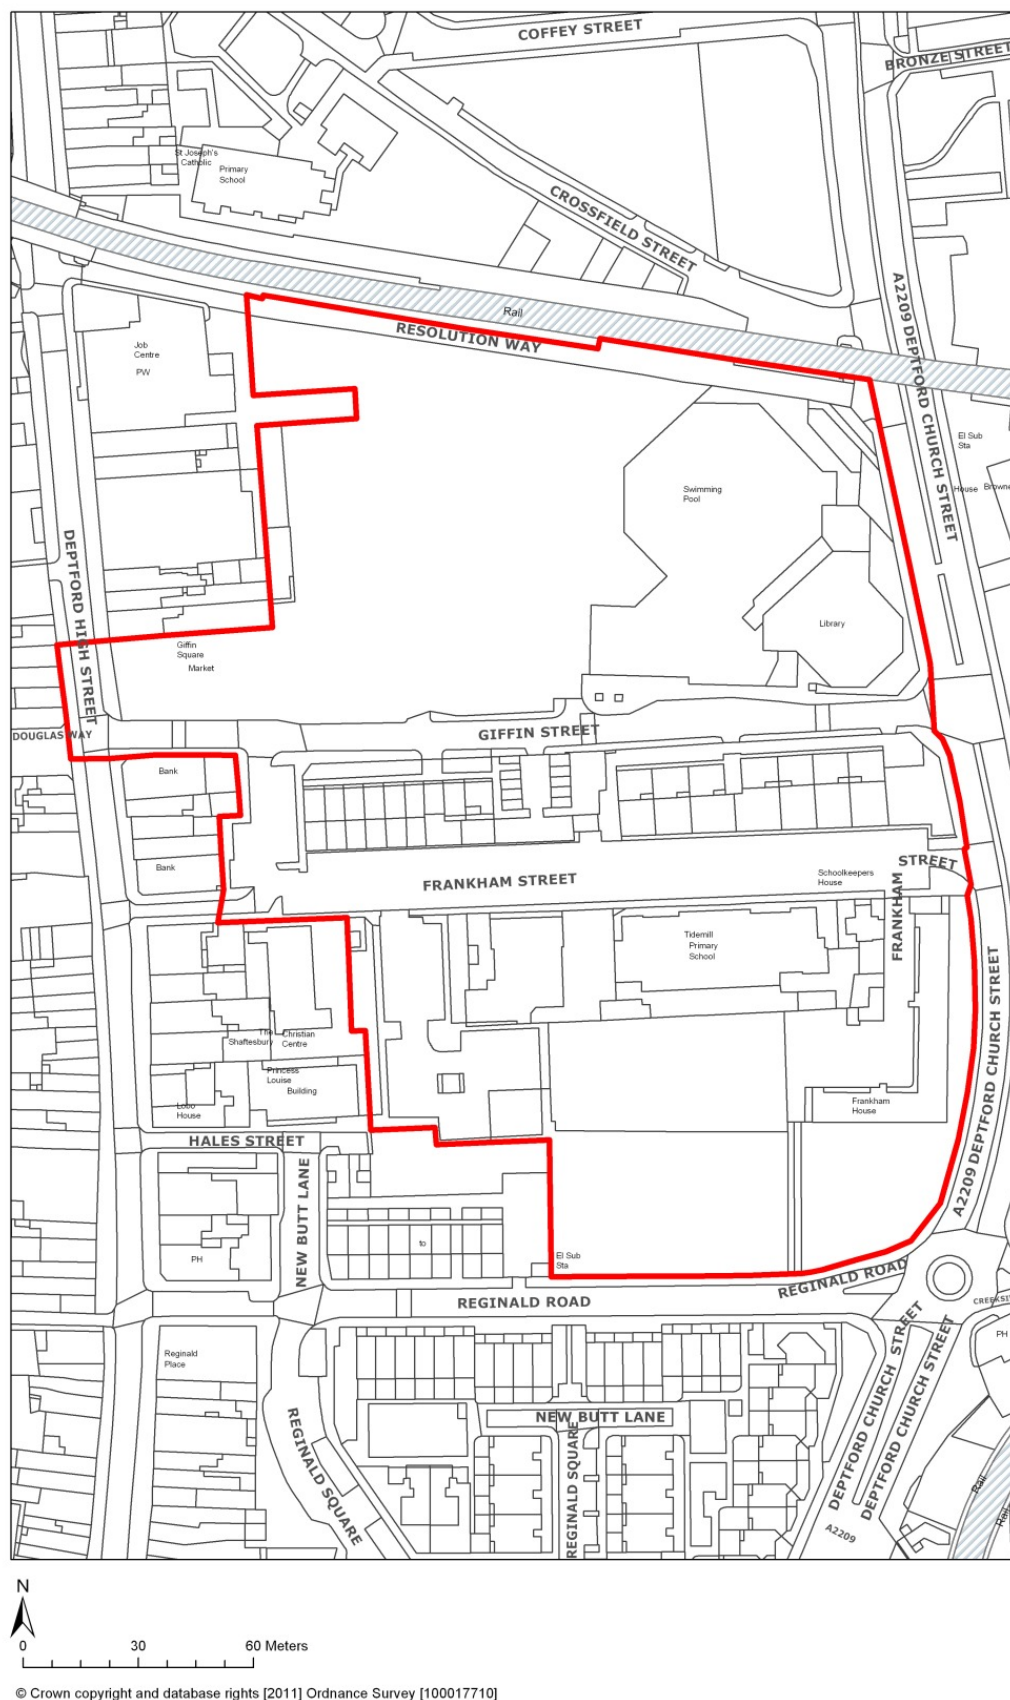 COFFEY STREET
BRONZE STREET
St Joseph's
Catholic
Primary
School
CROSSFIELD STREET
Rail
RESOLUTION WAY
A2209 DEPTFORD CHURCH STREET
Job
Centre
PW
El Sub
Sta
House
Browne
Swimming
Pool
DEPTFORD HIGH STREET
Library
Giffin
Square
Market
DOUGLAS WAY
GIFFIN STREET
Bank
Bank
FRANKHAM STREET
Schoolkeepers
House
FRANKHAM
STREET
Tidemill
Primary
School
A2209 DEPTFORD CHURCH STREET
The
Shaftesbury
Christian
Centre
Princess
Louise
Building
Lobo
House
Frankham
House
HALES STREET
NEW BUTT LANE
PH
to
El Sub
Sta
REGINALD ROAD
REGINALD ROAD
CREEKSI
PH
Reginald
Place
DEPTFORD CHURCH STREET
DEPTFORD CHURCH STREET
NEW BUTT LANE
REGINALD SQUARE
REGINALD SQUARE
A2209
Rail
Rail
N
0 30 60 Meters
© Crown copyright and database rights [2011] Ordnance Survey [100017710]